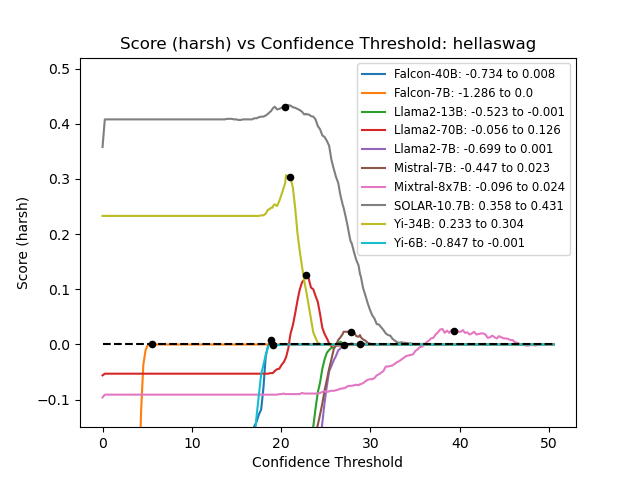 Score (harsh) vs Confidence Threshold: hellaswag
Score (harsh)
0.5
0.4
0.3
0.2
0.1
0.0
−0.1
Falcon-40B: -0.734 to 0.008
Falcon-7B: -1.286 to 0.0
Llama2-13B: -0.523 to -0.001
Llama2-70B: -0.056 to 0.126
Llama2-7B: -0.699 to 0.001
Mistral-7B: -0.447 to 0.023
Mixtral-8x7B: -0.096 to 0.024
SOLAR-10.7B: 0.358 to 0.431
Yi-34B: 0.233 to 0.304
Yi-6B: -0.847 to -0.001
0 10 20 30 40 50
Confidence Threshold